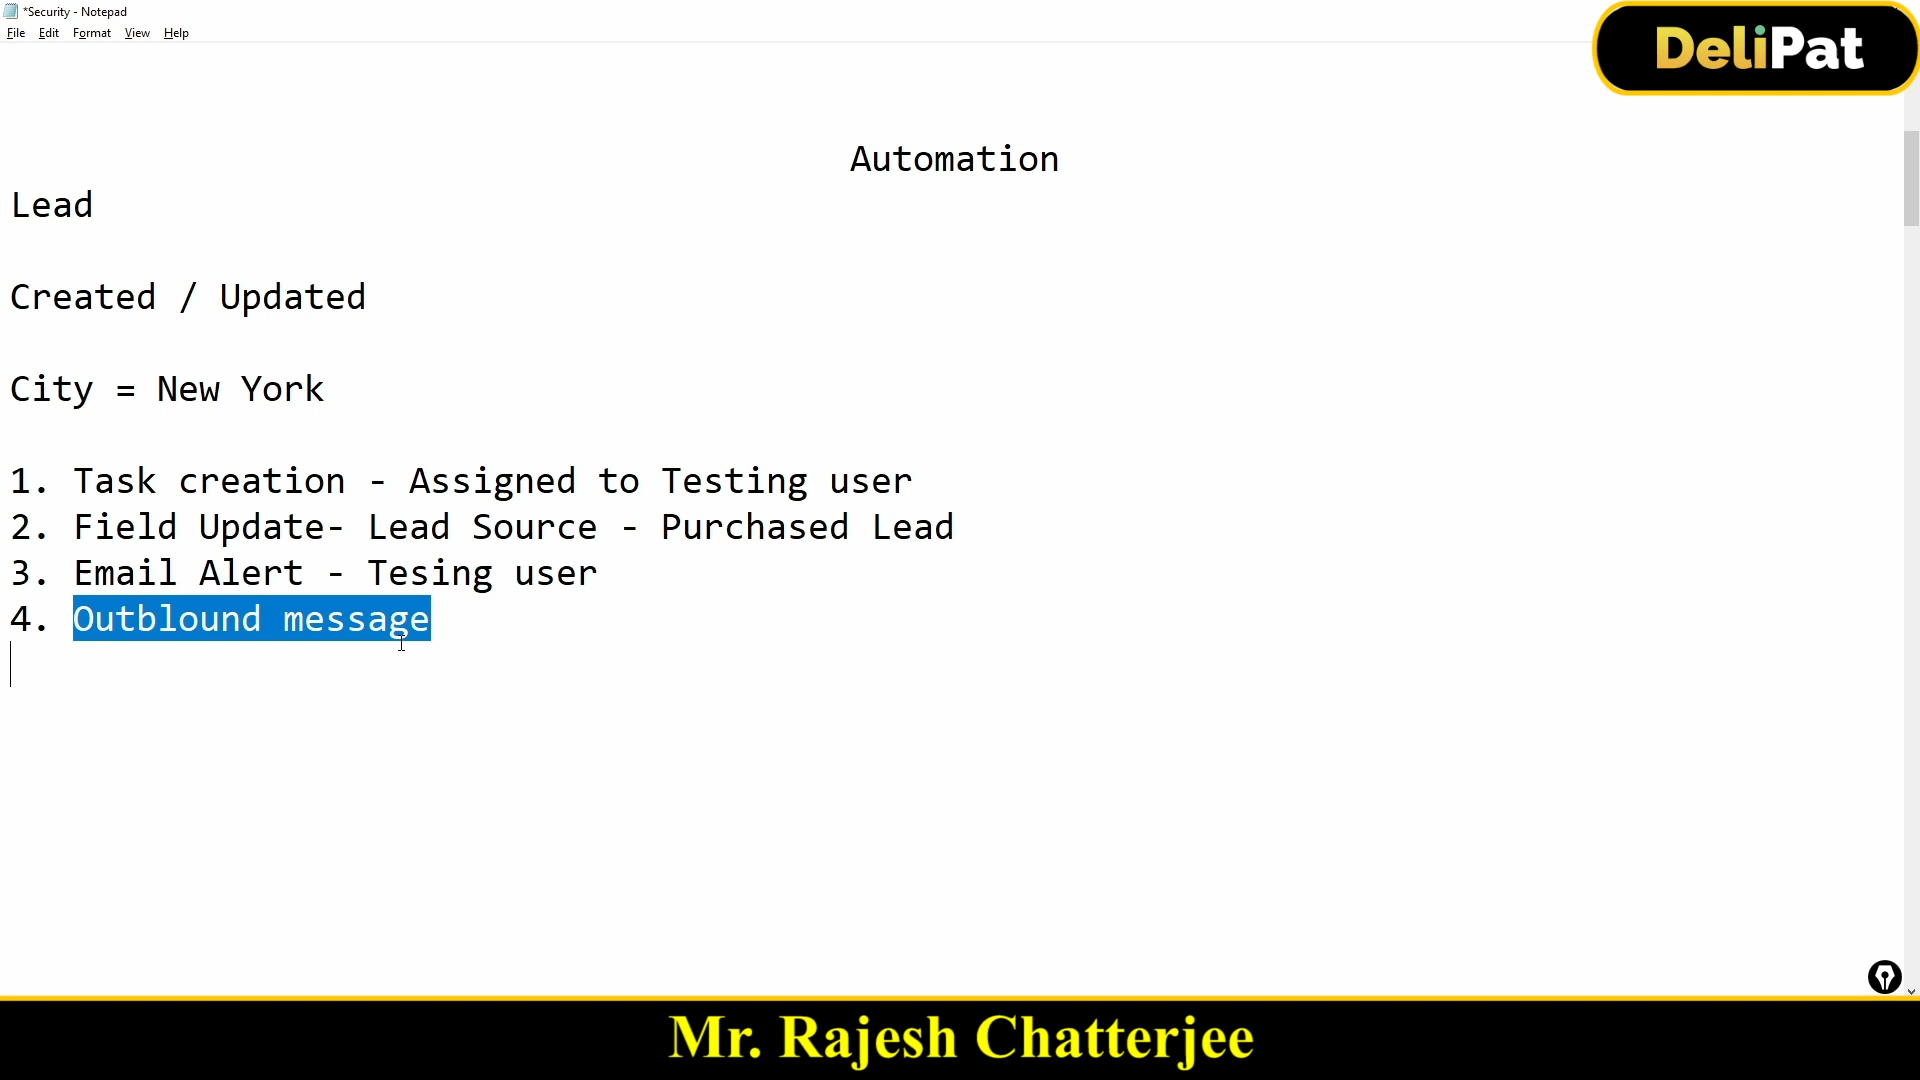 *Security - Notepad
File Edit Format View Help
DeliPat
Automation
Lead
Created / Updated
City = New York
1. Task creation - Assigned to Testing user
2. Field Update- Lead Source - Purchased Lead
3. Email Alert - Tesing user
4. Outblound message
Mr. Rajesh Chatterjee